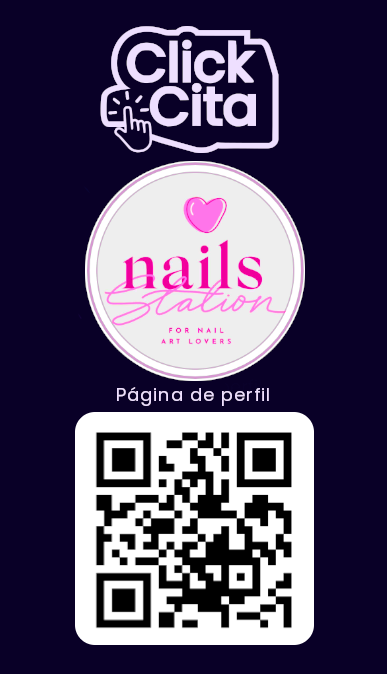 Click
Cita
nails
Station
FOR NAIL
ART LOVERS
Página de perfil